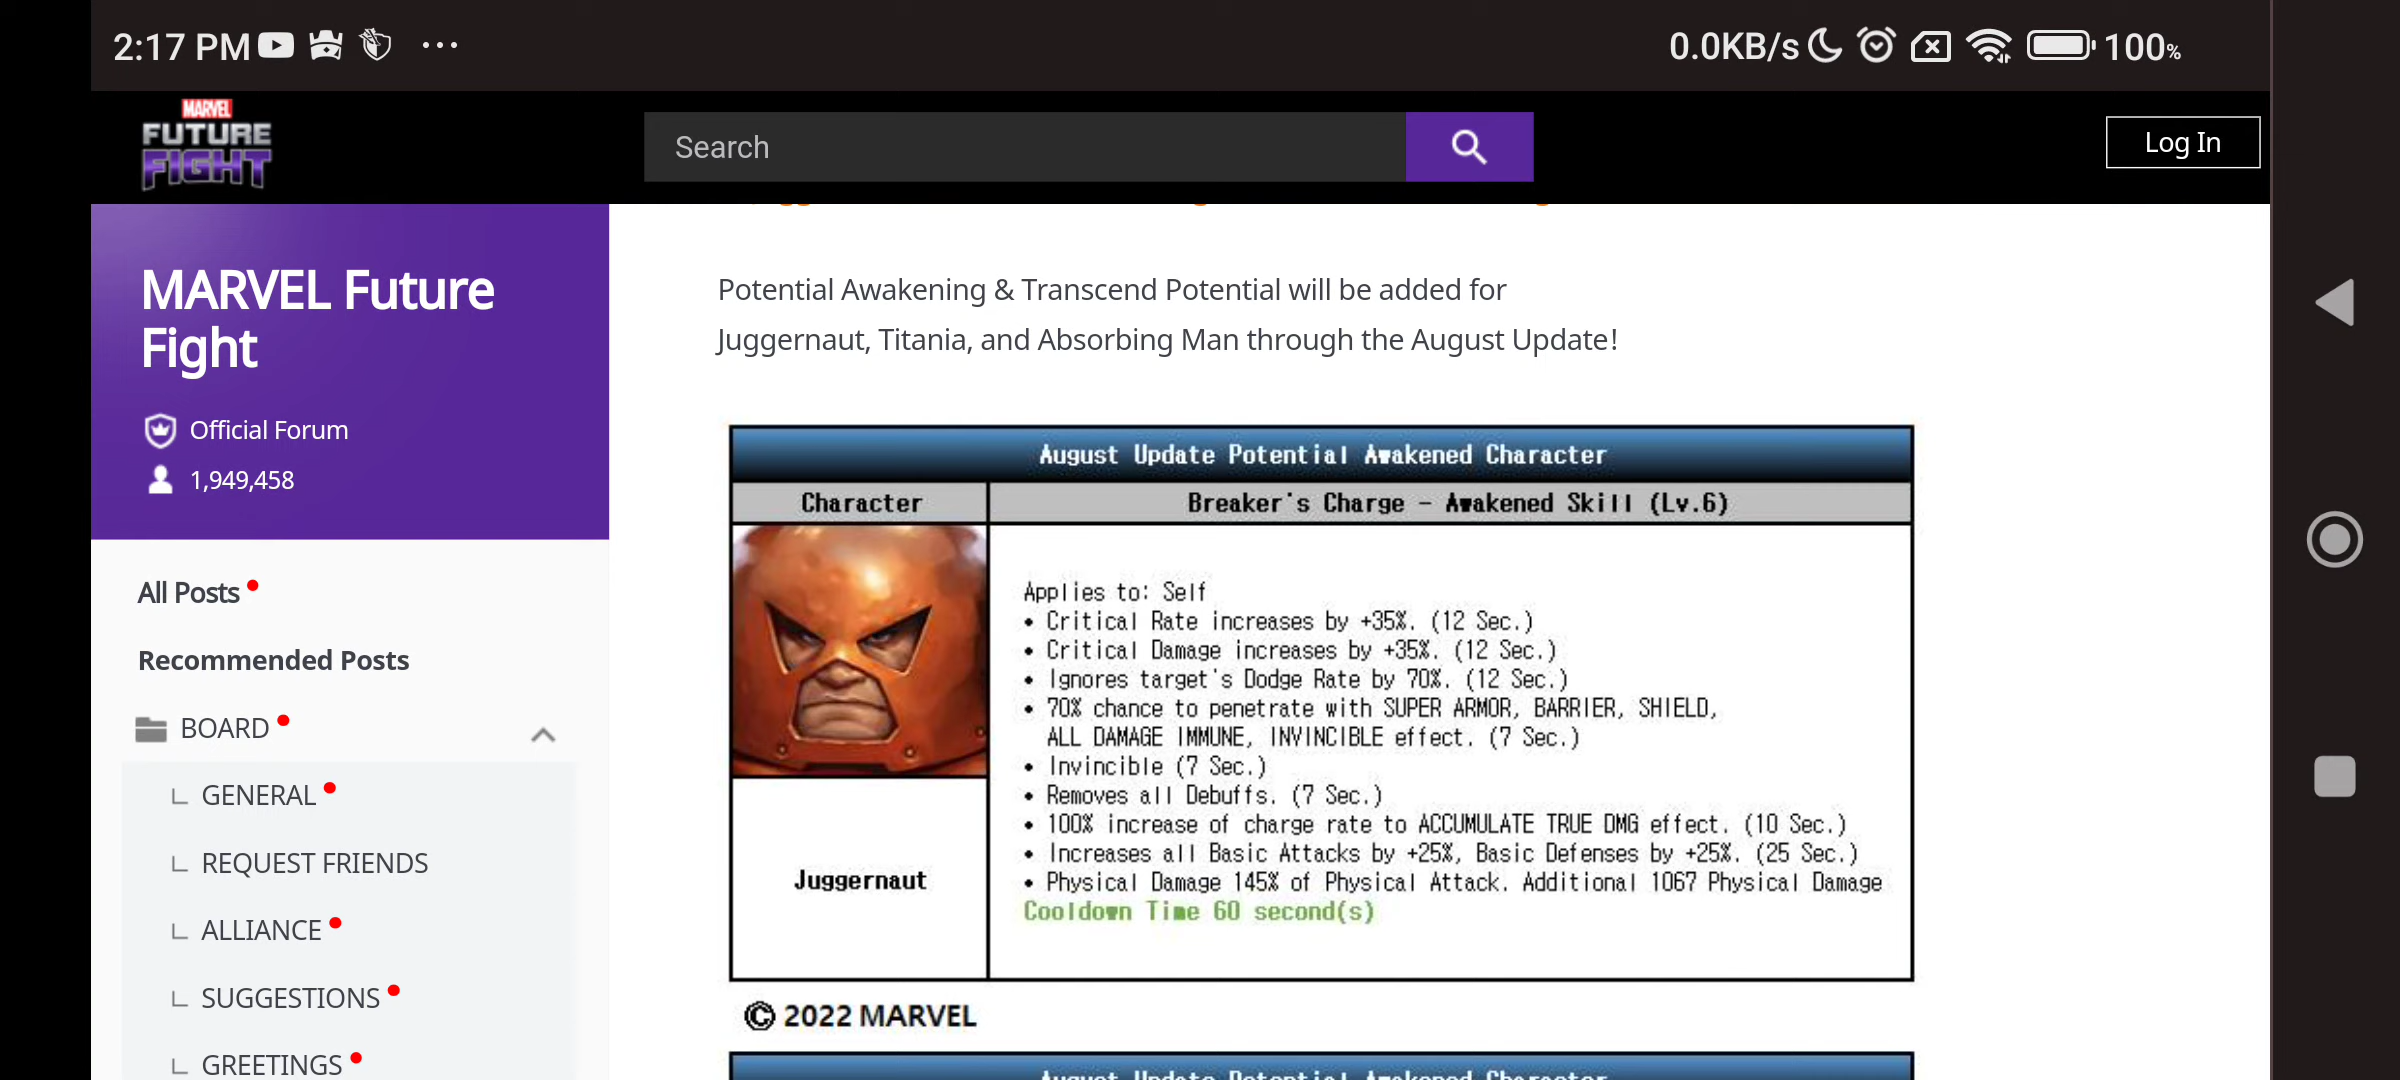 2:17 PM
0.0KB/s
100%
MARVEL
FUTURE
FIGHT
Search
Log In
MARVEL Future
Fight
Official Forum
1,949,458
All Posts
Recommended Posts
BOARD
GENERAL
REQUEST FRIENDS
ALLIANCE
SUGGESTIONS
GREETINGS
Potential Awakening & Transcend Potential will be added for
Juggernaut, Titania, and Absorbing Man through the August Update!
August Update Potential Awakened Character
Character
Breaker's Charge - Awakened Skill (Lv.6)
Juggernaut
Applies to: Self
• Critical Rate increases by +35%. (12 Sec.)
• Critical Damage increases by +35%. (12 Sec.)
• Ignores target's Dodge Rate by 70%. (12 Sec.)
• 70% chance to penetrate with SUPER ARMOR, BARRIER, SHIELD,
ALL DAMAGE IMMUNE, INVINCIBLE effect. (7 Sec.)
• Invincible (7 Sec.)
• Removes all Debuffs. (7 Sec.)
• 100% increase of charge rate to ACCUMULATE TRUE DMG effect. (10 Sec.)
• Increases all Basic Attacks by +25%, Basic Defenses by +25%. (25 Sec.)
• Physical Damage 145% of Physical Attack. Additional 1067 Physical Damage
Cooldown Time 60 second(s)
© 2022 MARVEL
August Update Potential Awakened Character